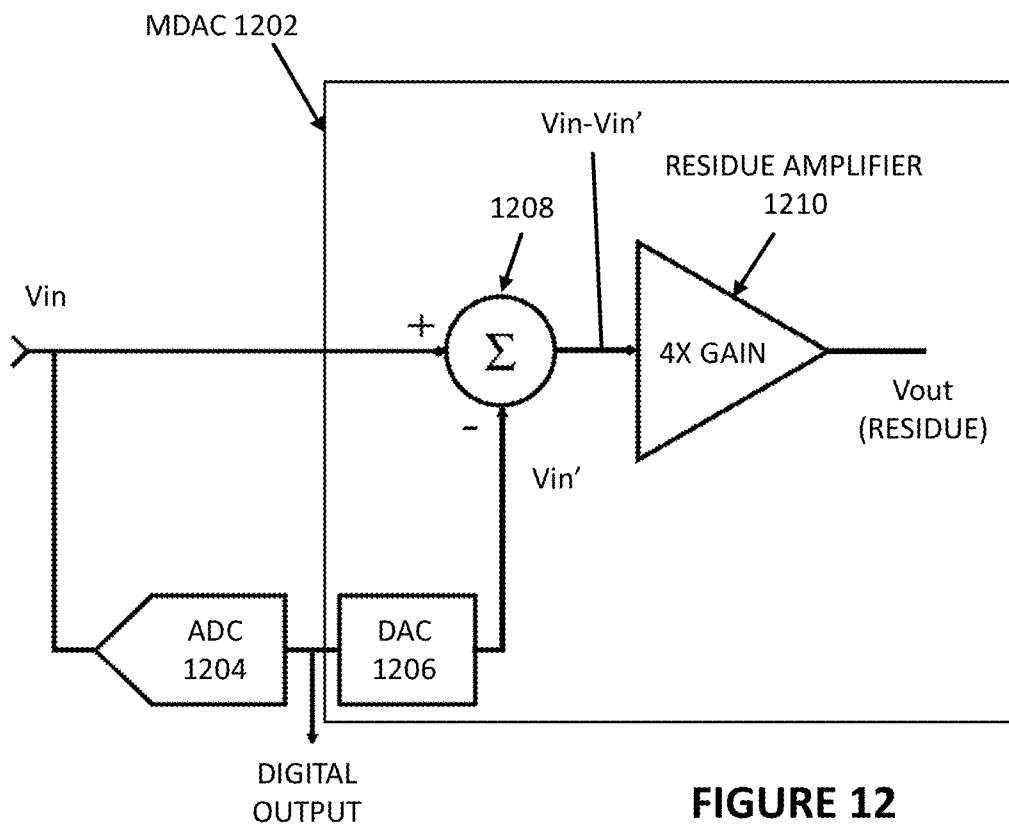 MDAC 1202
Vin-Vin’
RESIDUE AMPLIFIER
1210
1208
Vin
+
Σ
4X GAIN
Vout
(RESIDUE)
-
Vin’
ADC
1204
DAC
1206
DIGITAL
OUTPUT
FIGURE 12